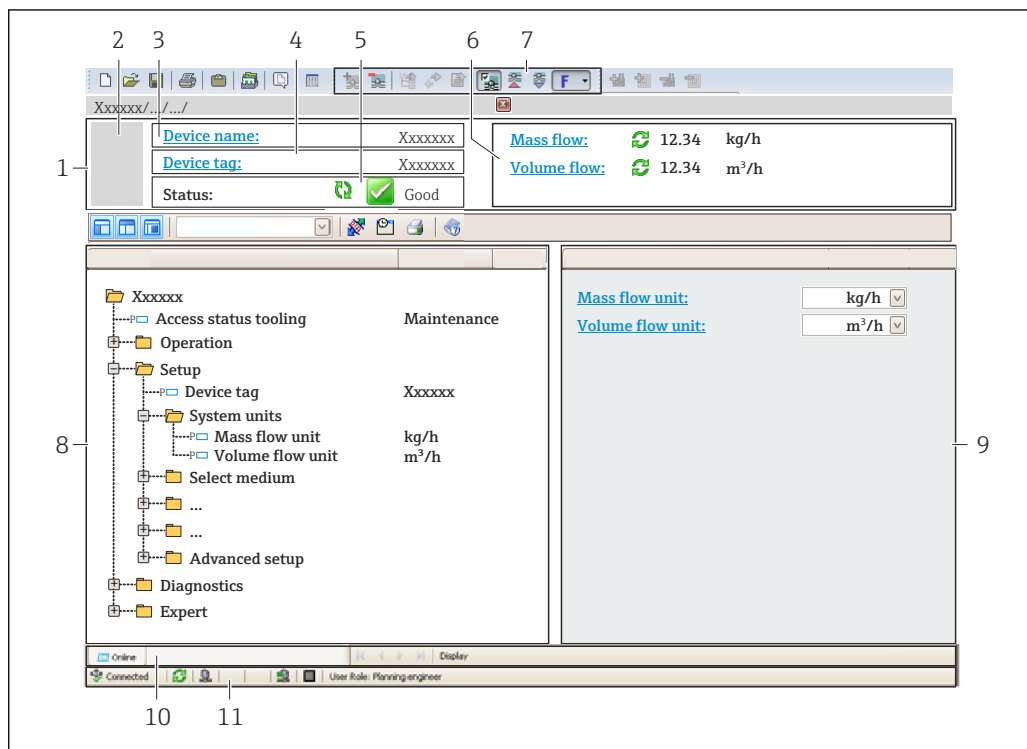 2 3 4 5 6 7
F
Xxxxxx/.../.../
1
Device name: Xxxxxxx
Device tag: Xxxxxxx
Status: Good
Mass flow: 12.34 kg/h
Volume flow: 12.34 m³/h
Xxxxxx
P Access status tooling Maintenance
Operation
Setup
P Device tag Xxxxxx
System units
P Mass flow unit kg/h
P Volume flow unit m³/h
Select medium
...
...
Advanced setup
Diagnostics
Expert
Mass flow unit: kg/h
Volume flow unit: m³/h
8
9
Online Display
Connected User Role: Planning engineer
10 11